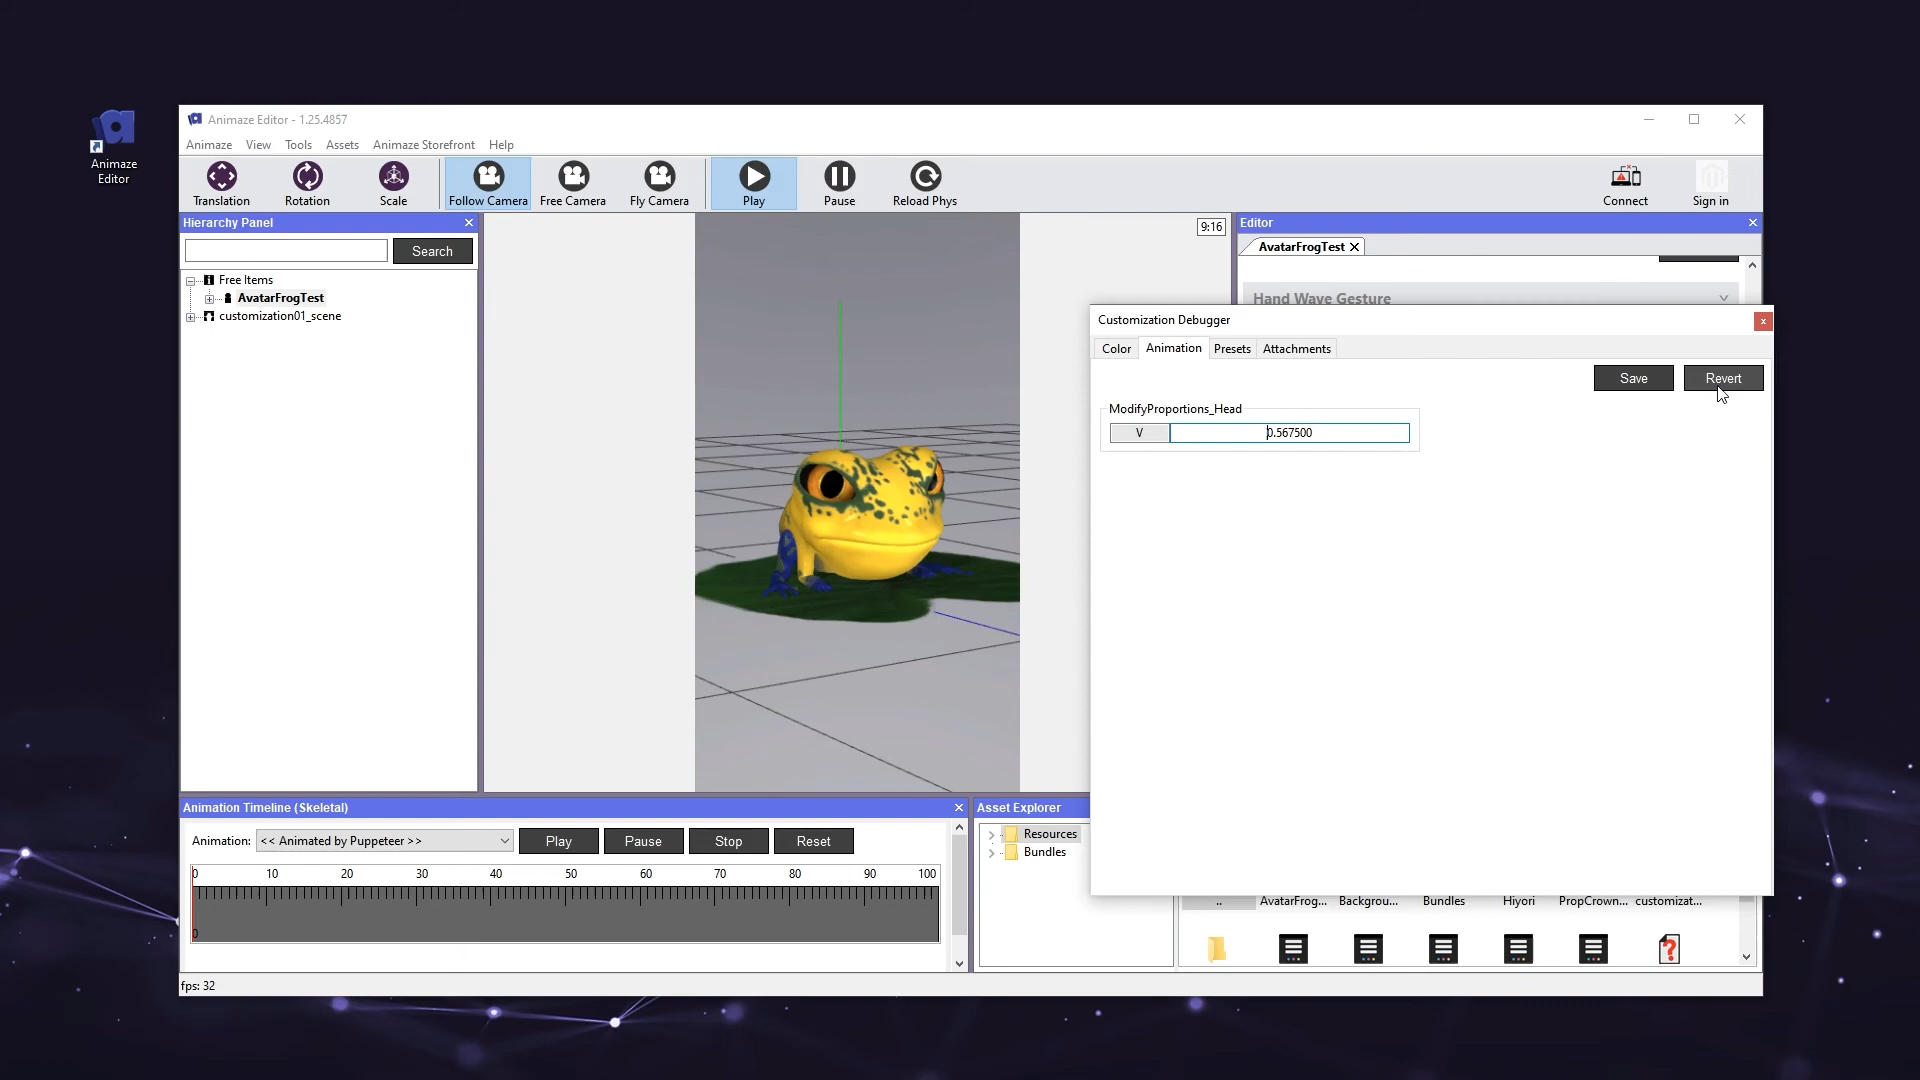 Animaze
Editor
Animaze Editor - 1.25.4857
Animaze View Tools Assets Animaze Storefront Help
Translation Rotation Scale Follow Camera Free Camera Fly Camera Play Pause Reload Phys Connect Sign in
Hierarchy Panel
Search
Free Items
AvatarFrogTest
customization01_scene
9:16
Editor
AvatarFrogTest
Hand Wave Gesture
Customization Debugger
Color Animation Presets Attachments
Save Revert
ModifyProportions_Head
V 0.567500
Animation Timeline (Skeletal)
Animation: << Animated by Puppeteer >> Play Pause Stop Reset
0 10 20 30 40 50 60 70 80 90 100
0
Asset Explorer
Resources
Bundles
.. AvatarFrog... Backgrou... Bundles Hiyori PropCrown... customizat...
fps: 32